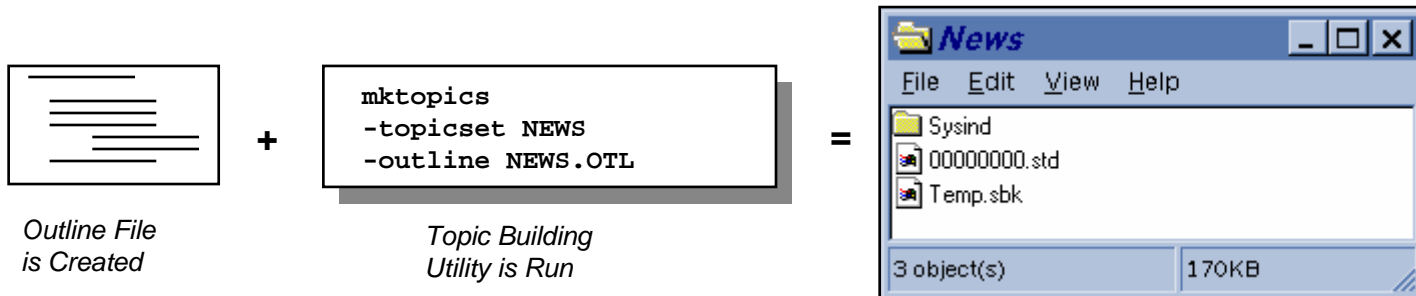 Outline File
is Created
+
mktopics
-topicset NEWS
-outline NEWS.OTL
Topic Building
Utility is Run
=
News
File Edit View Help
Sysind
00000000.std
Temp.sbk
3 object(s) 170KB